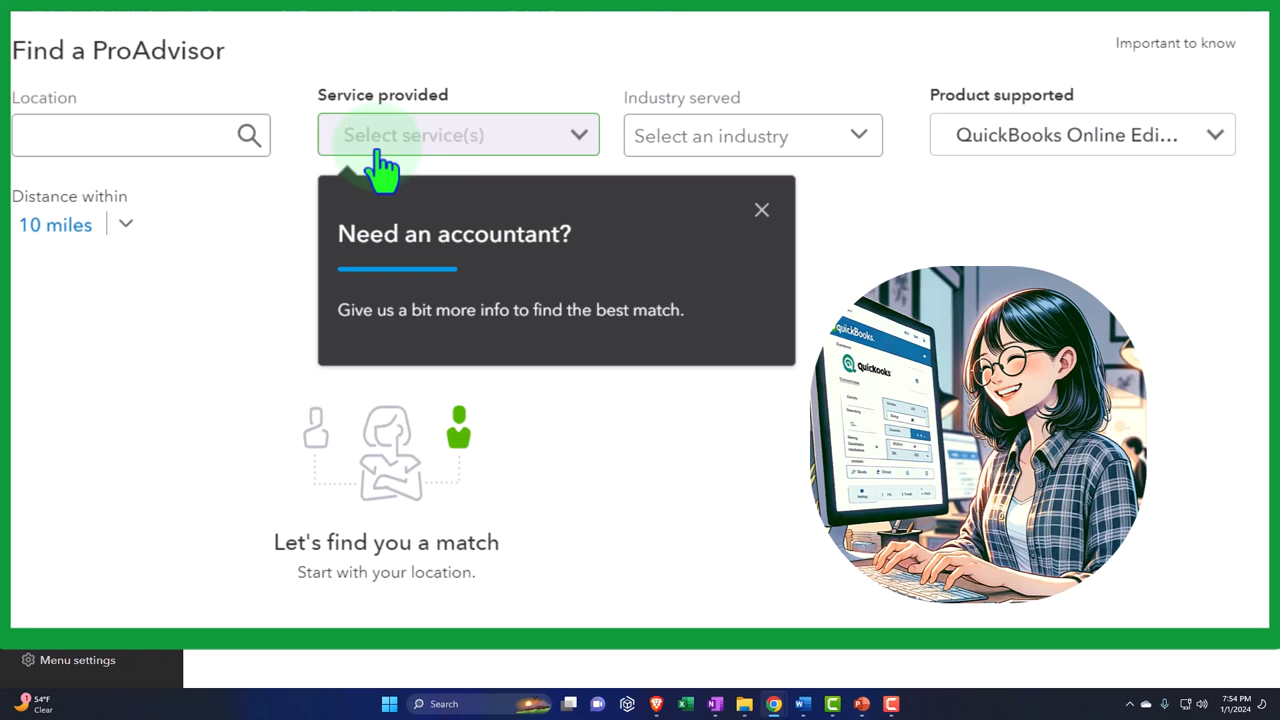 Find a ProAdvisor
Important to know
Location
Service provided
Industry served
Product supported
Select service(s)
Select an industry
QuickBooks Online Edi...
Distance within
10 miles
Need an accountant?
Give us a bit more info to find the best match.
quickBooks.
Quickooks
Let's find you a match
Start with your location.
Menu settings
1
54°F
Clear
Search
7:54 PM
1/1/2024